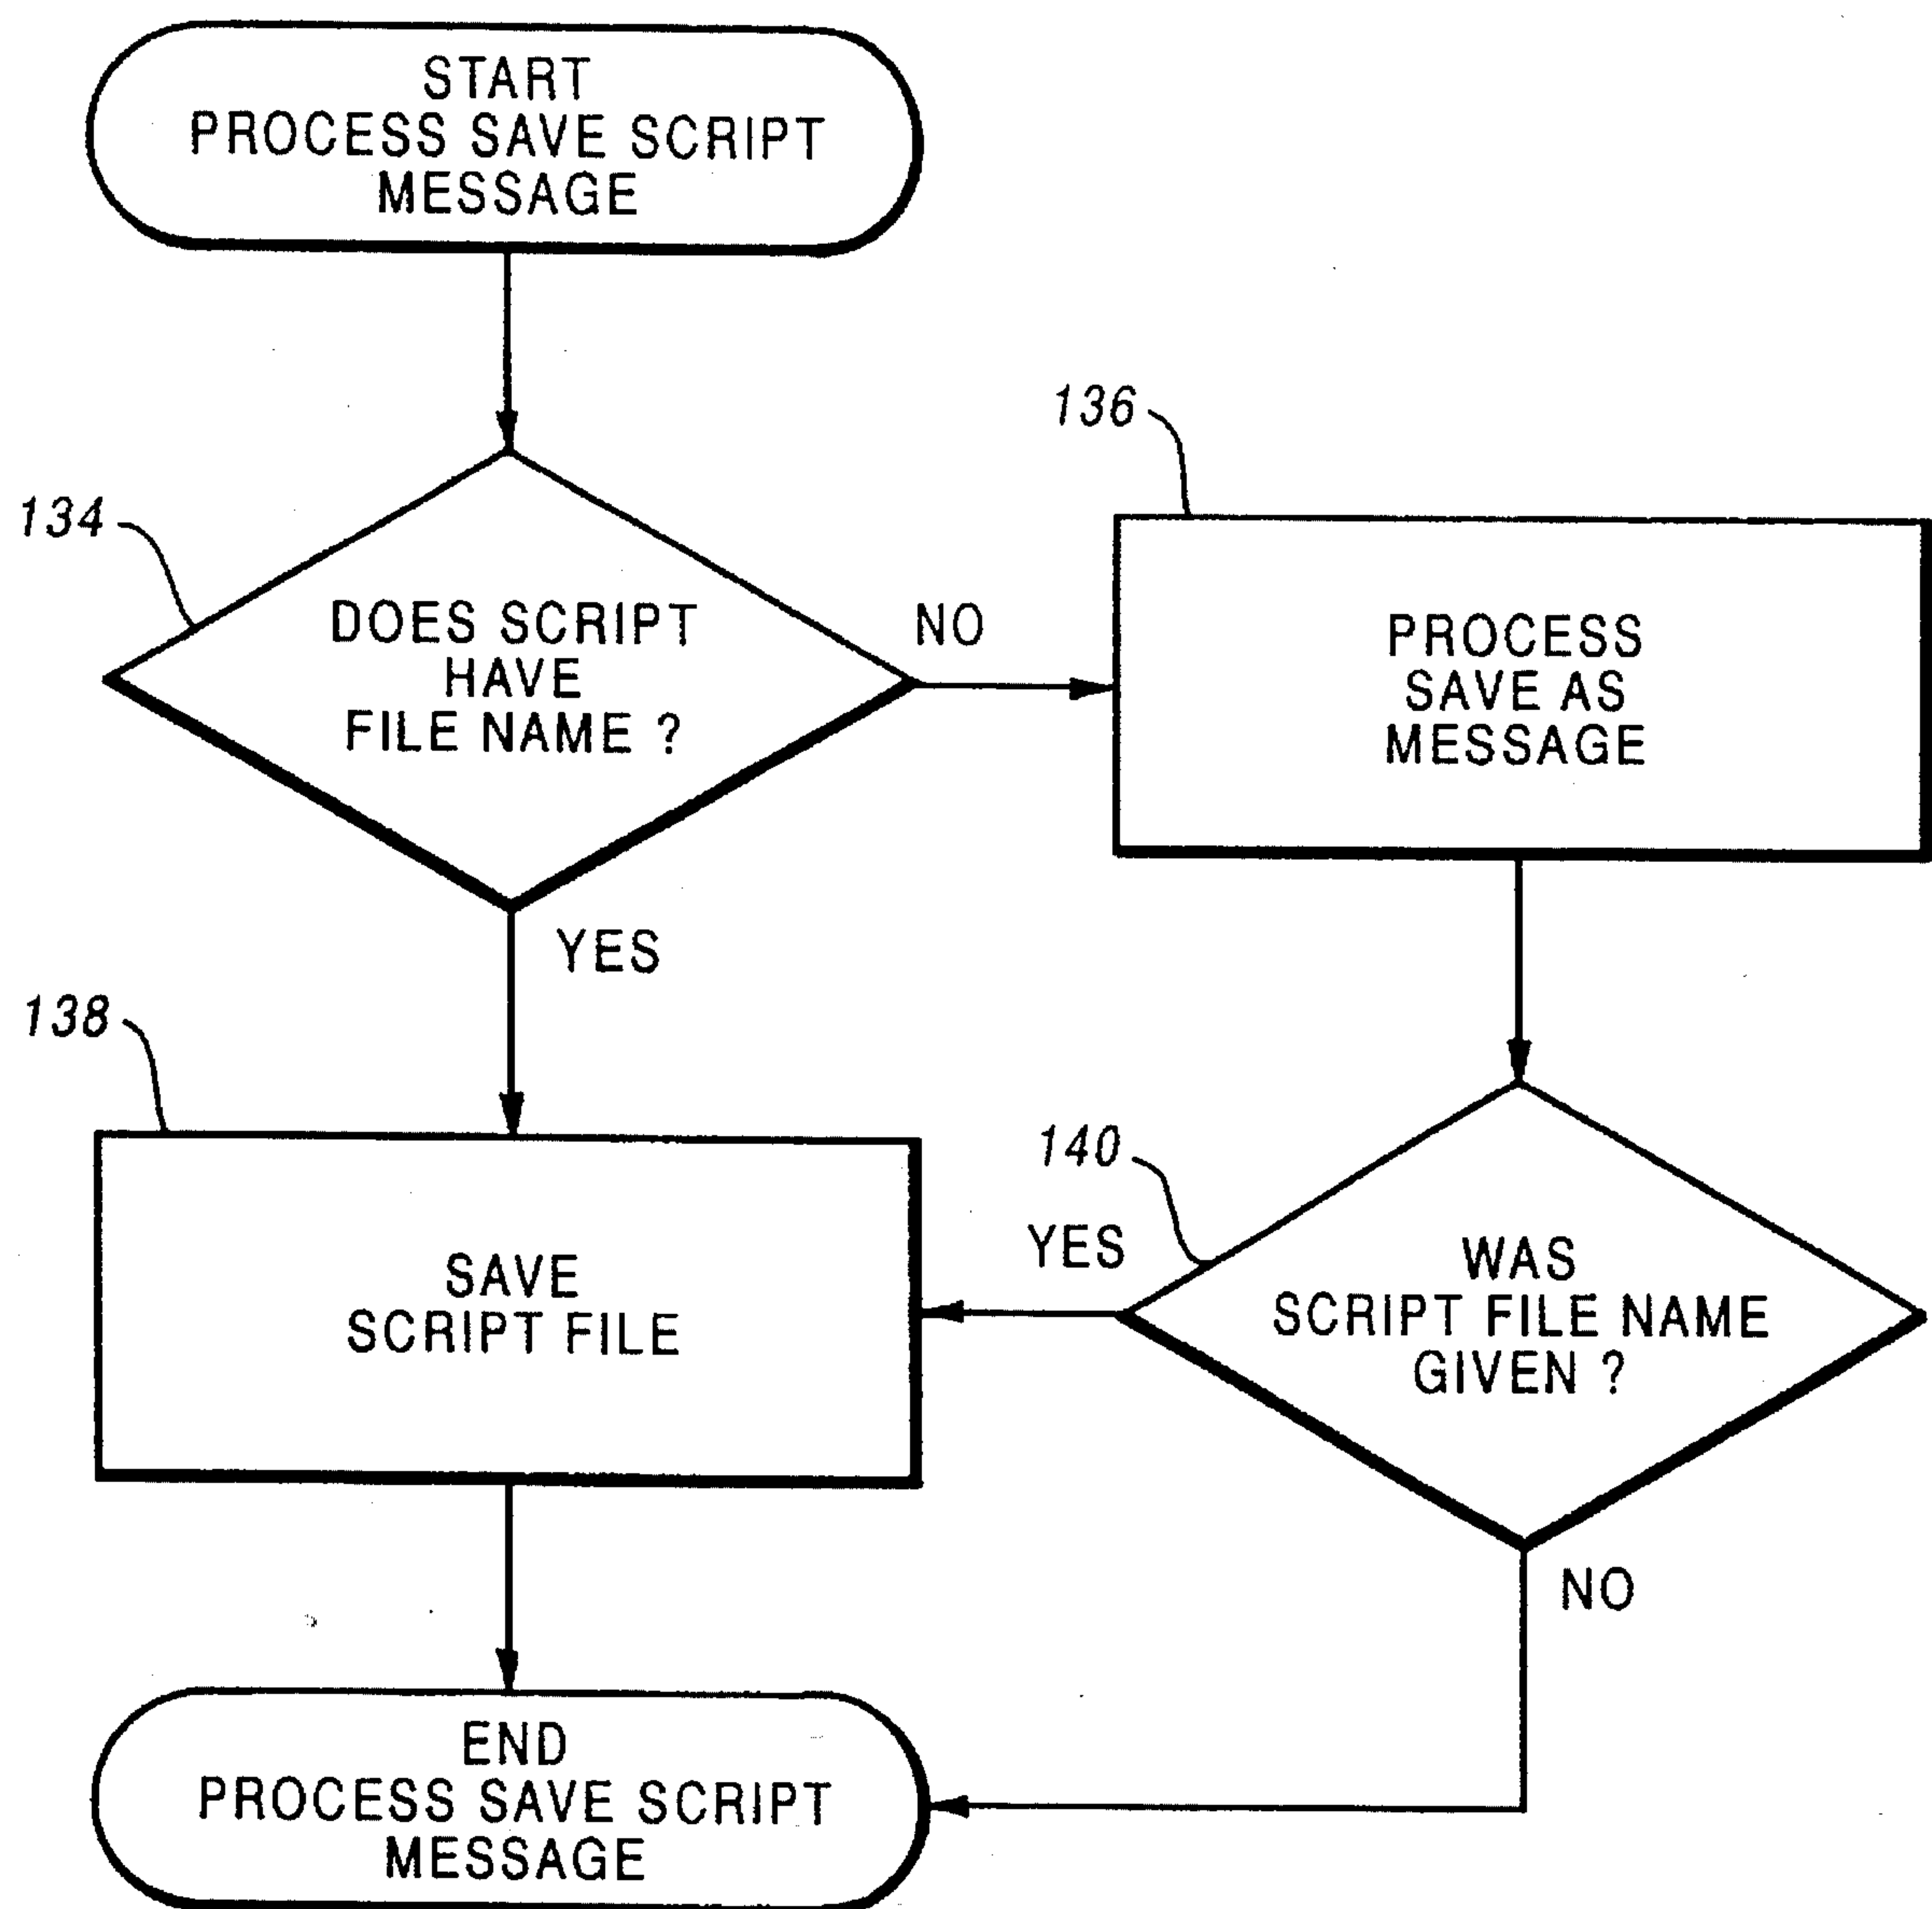 START
PROCESS SAVE SCRIPT
MESSAGE
136
134
DOES SCRIPT
HAVE
FILE NAME ?
NO
PROCESS
SAVE AS
MESSAGE
YES
138
140
YES
SAVE
SCRIPT FILE
WAS
SCRIPT FILE NAME
GIVEN ?
NO
END
PROCESS SAVE SCRIPT
MESSAGE